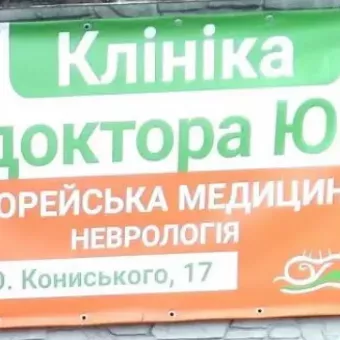 Клініка
доктора Ю
ОРЕЙСЬКА МЕДИЦИН
НЕВРОЛОГІЯ
О. Кониського, 17